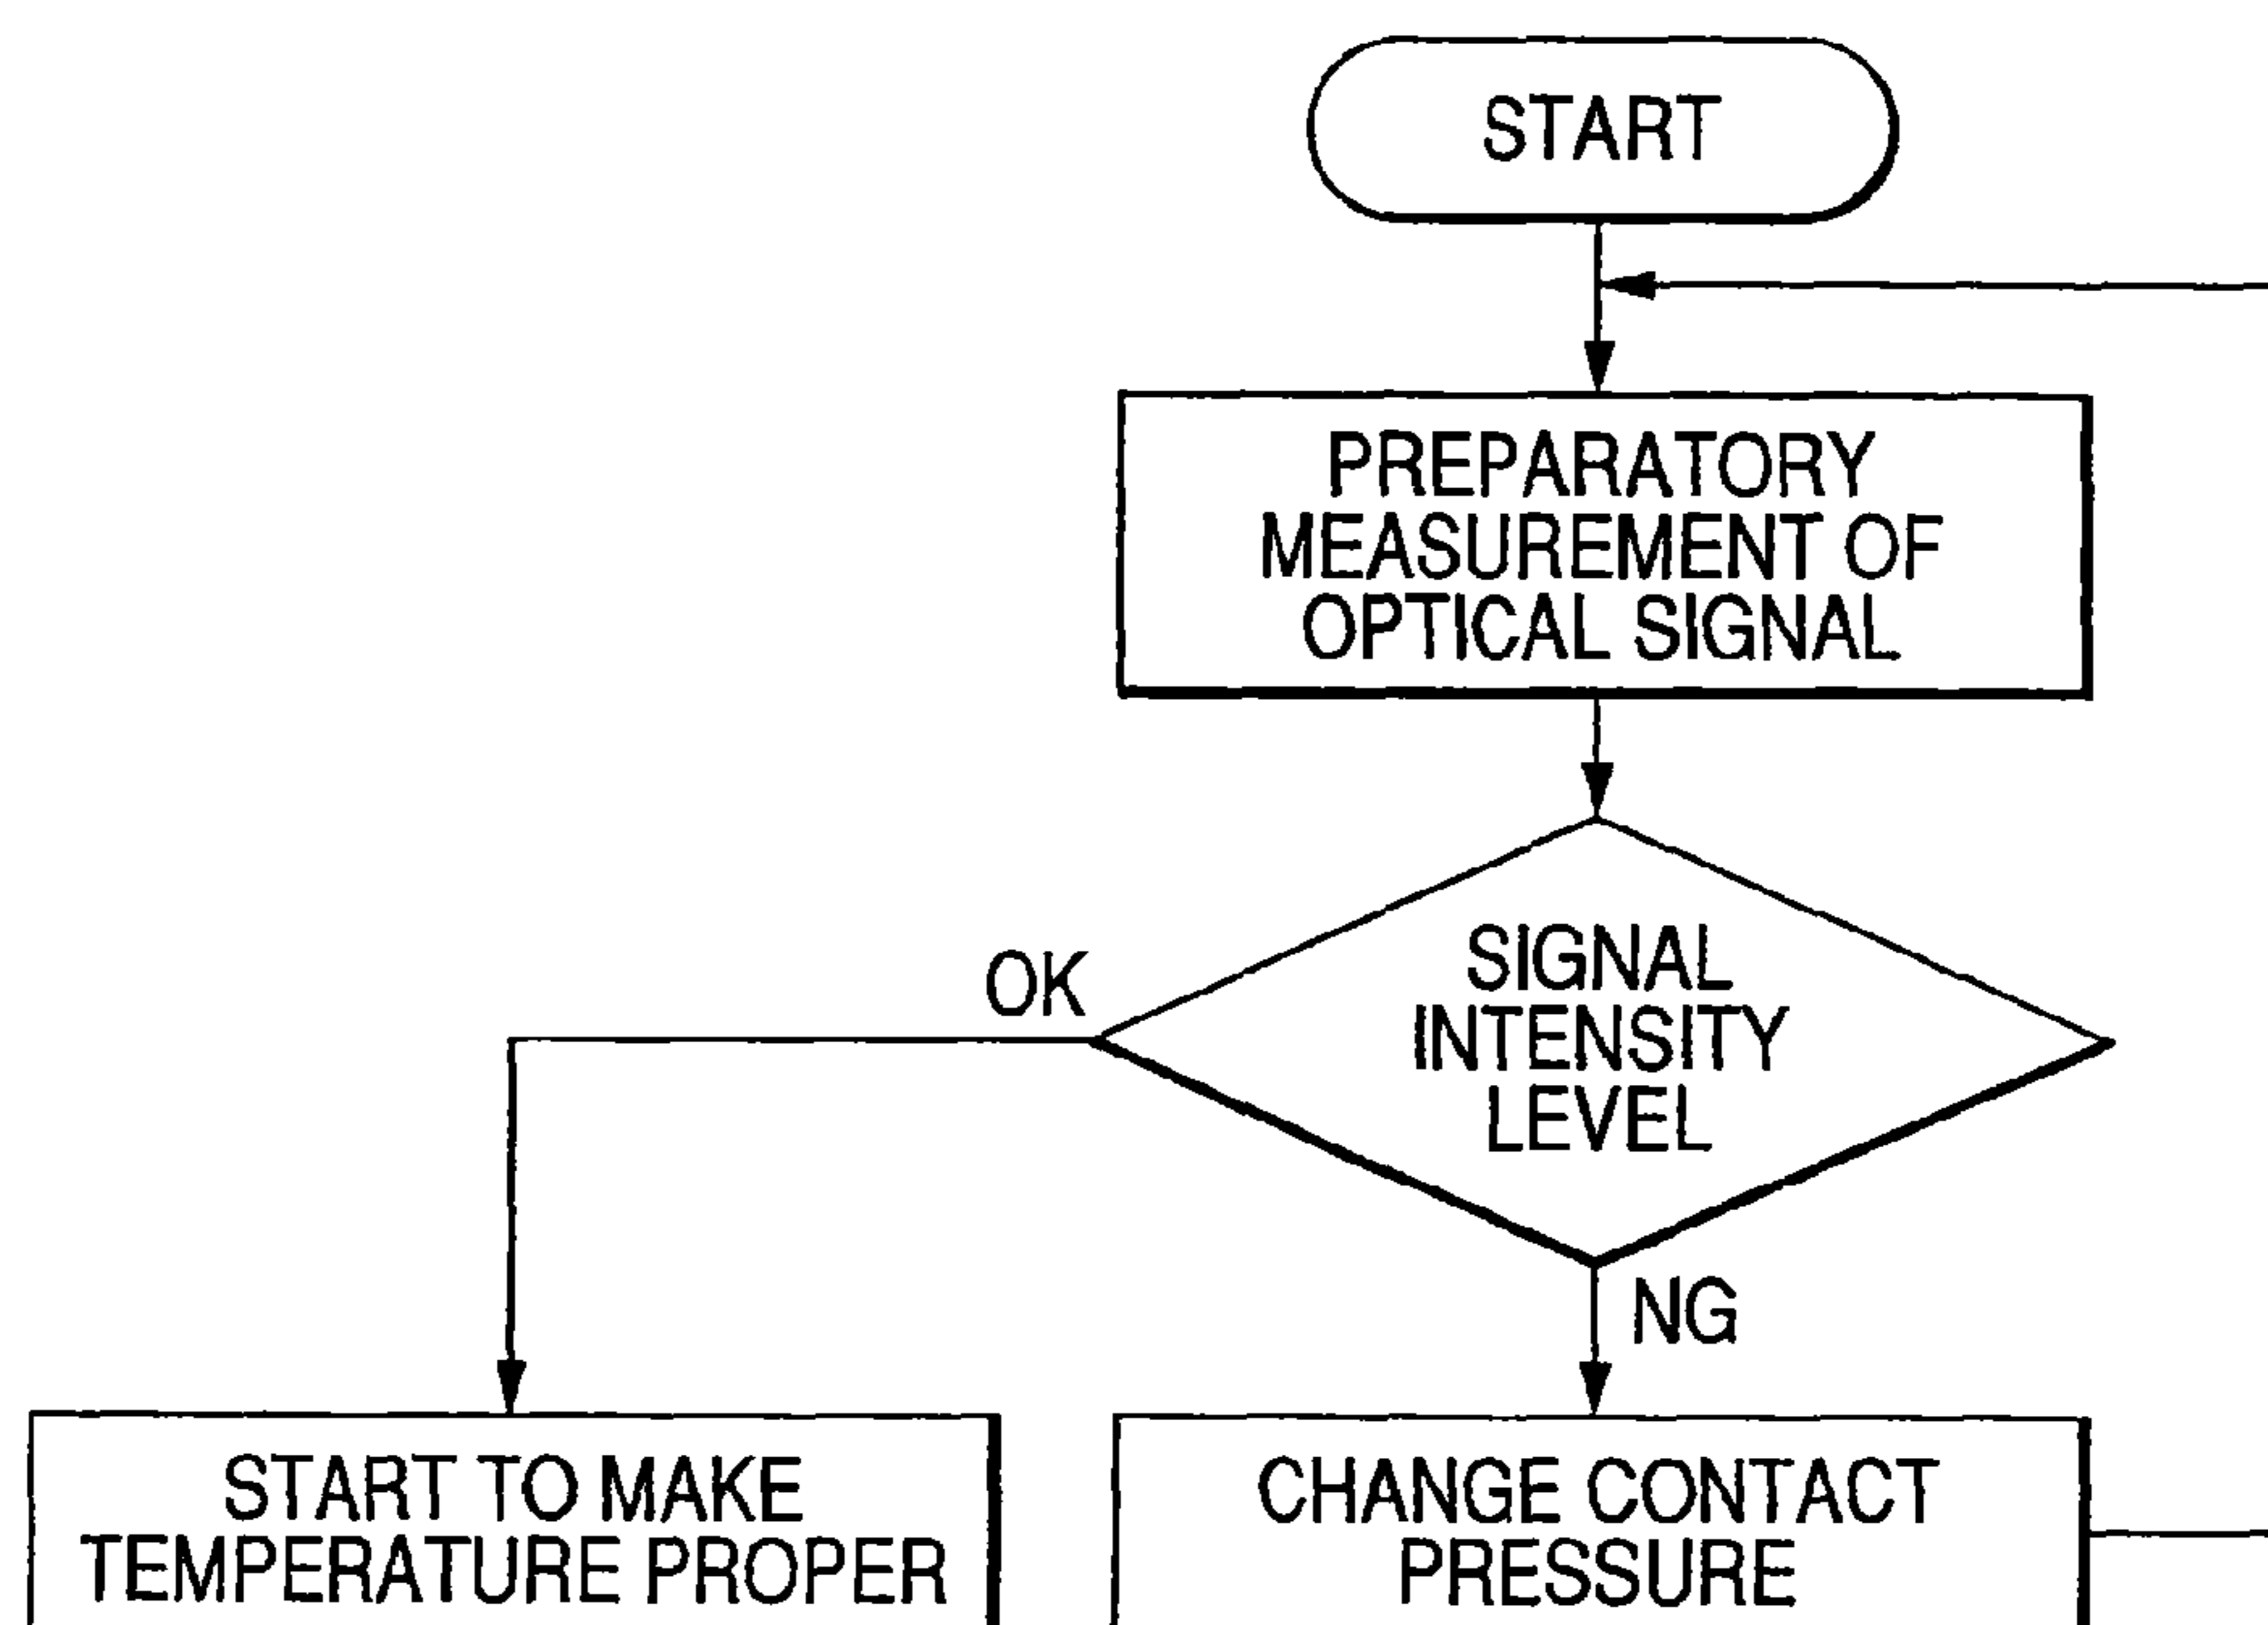 START
PREPARATORY
MEASUREMENT OF
OPTICAL SIGNAL
SIGNAL
INTENSITY
LEVEL
OK
NG
START TO MAKE
TEMPERATURE PROPER
CHANGE CONTACT
PRESSURE